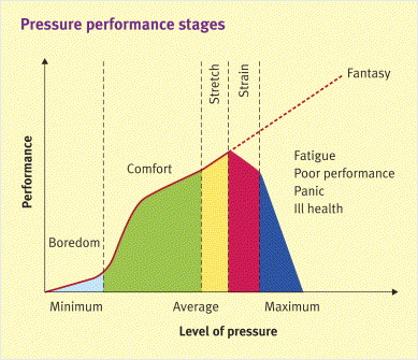 Pressure performance stages
Performance
Boredom
Comfort
Stretch
Strain
Fantasy
Fatigue
Poor performance
Panic
Ill health
Minimum
Average
Maximum
Level of pressure